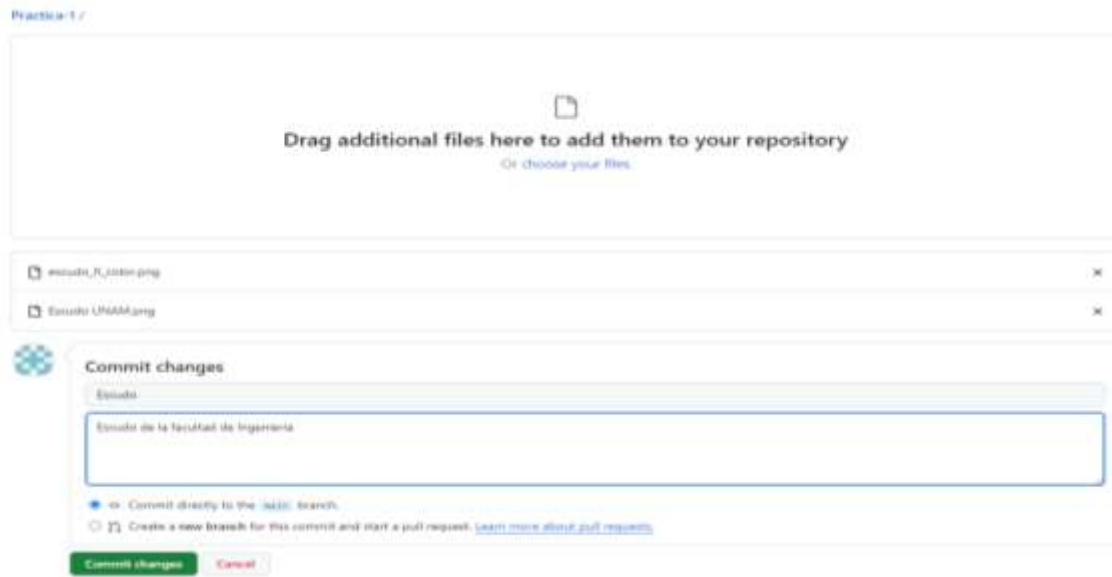 Practica-1 /
Drag additional files here to add them to your repository
Or choose your files
escudo_fi_color.png
Escudo UNAM.png
Commit changes
Escudo
Escudo de la facultad de Ingenieria
Commit directly to the main branch.
Create a new branch for this commit and start a pull request. Learn more about pull requests.
Commit changes
Cancel